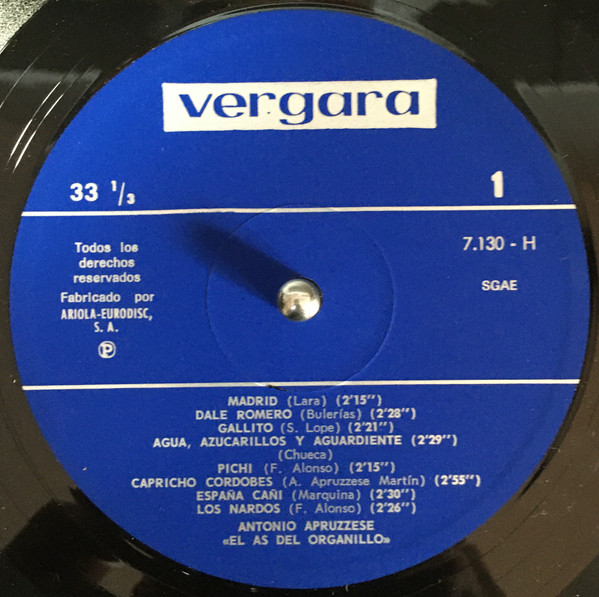 vergara
33 1/3
1
Todos los
derechos
reservados
Fabricado por
ARIOLA-EURODISC,
S. A.
Ⓟ
7.130 - H
SGAE
MADRID (Lara) (2'15'')
DALE ROMERO (Bulerías) (2'28'')
GALLITO (S. Lope) (2'21'')
AGUA, AZUCARILLOS Y AGUARDIENTE (2'29'')
(Chueca)
PICHI (F. Alonso) (2'15'')
CAPRICHO CORDOBES (A. Apruzzese Martín) (2'55'')
ESPAÑA CAÑI (Marquina) (2'30'')
LOS NARDOS (F. Alonso) (2'26'')
ANTONIO APRUZZESE
«EL AS DEL ORGANILLO»